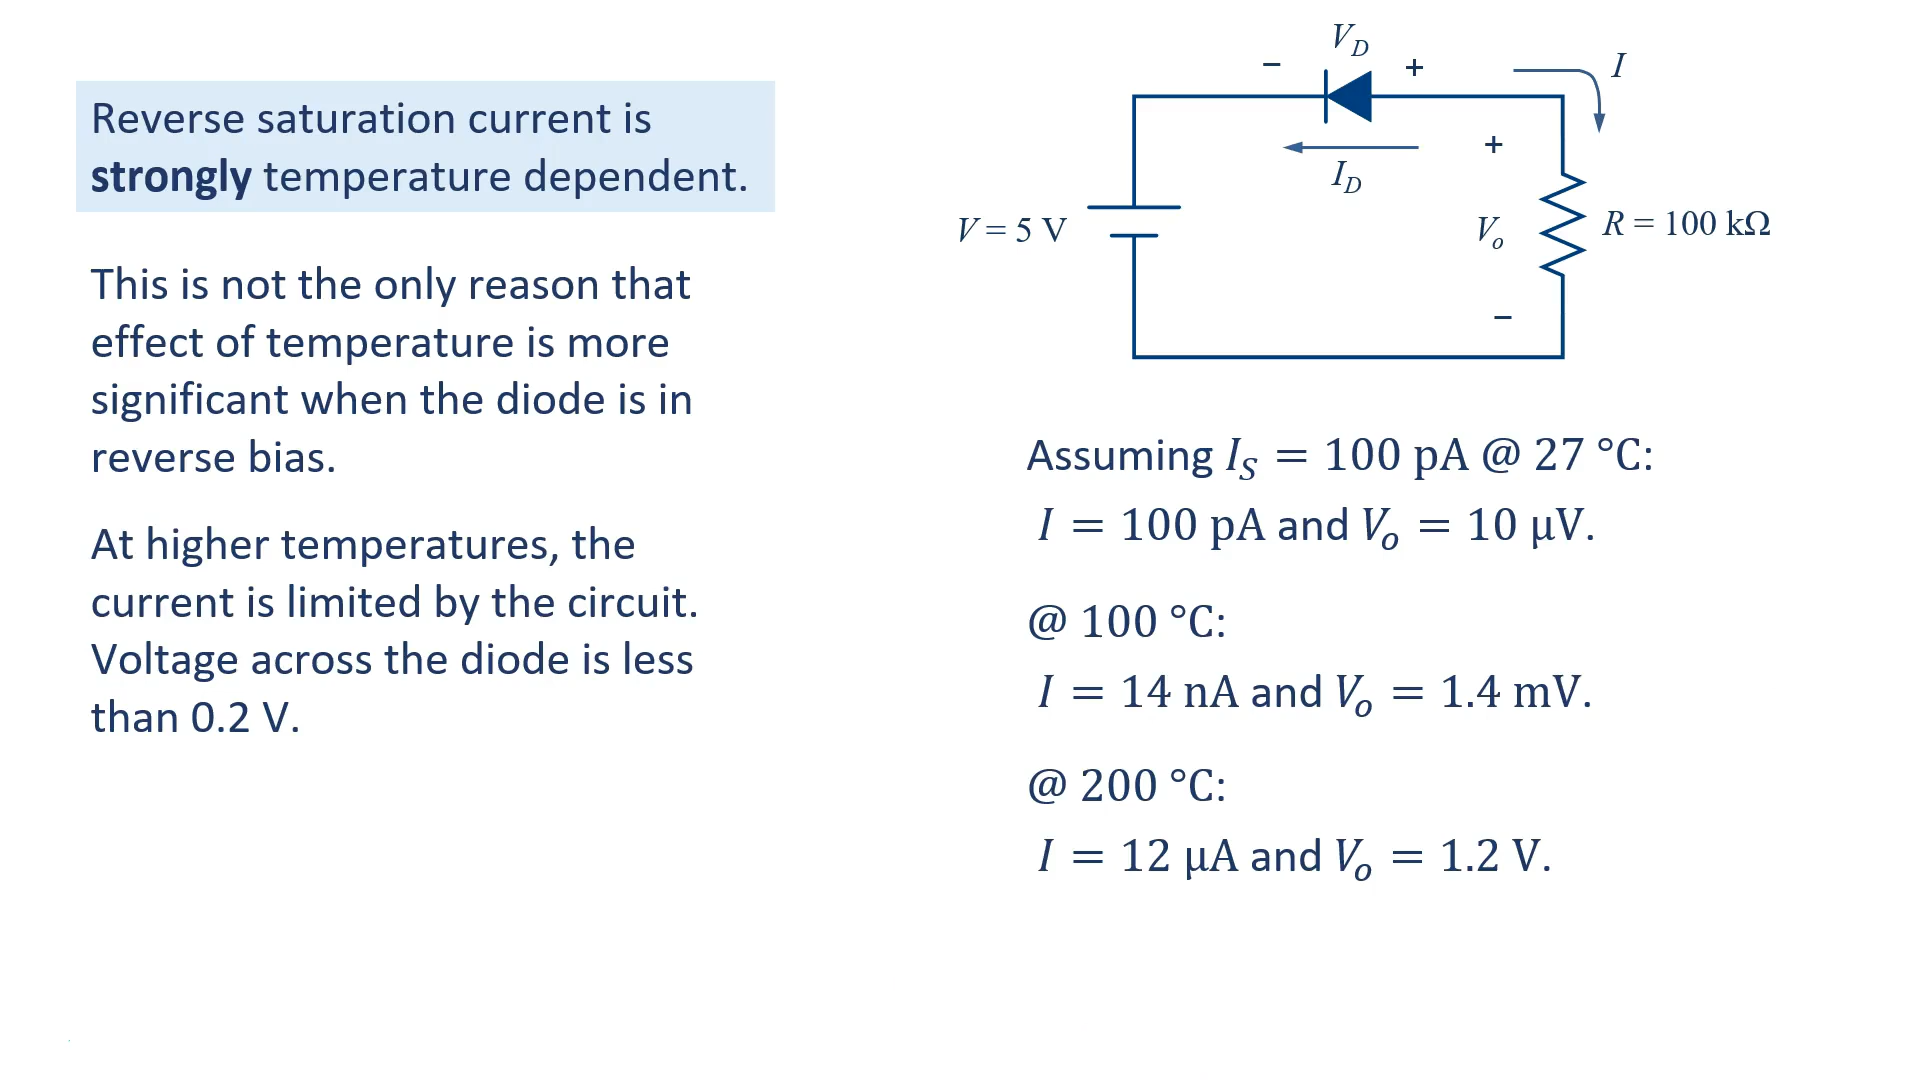 Reverse saturation current is
strongly temperature dependent.
This is not the only reason that
effect of temperature is more
significant when the diode is in
reverse bias.
At higher temperatures, the
current is limited by the circuit.
Voltage across the diode is less
than 0.2 V.
V_D
− +
I
I_D
+
V = 5 V
V_o
R = 100 kΩ
−
Assuming I_S = 100 pA @ 27 °C:
I = 100 pA and V_o = 10 µV.
@ 100 °C:
I = 14 nA and V_o = 1.4 mV.
@ 200 °C:
I = 12 µA and V_o = 1.2 V.